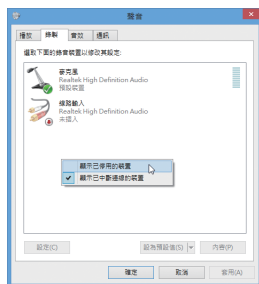 聲音
播放 錄製 音效 通訊
選取下面的錄音裝置以修改其設定:
麥克風
Realtek High Definition Audio
預設裝置
線路輸入
Realtek High Definition Audio
未插入
顯示已停用的裝置
顯示已中斷連線的裝置
設定(C) 設為預設值(S) 內容(P)
確定 取消 套用(A)